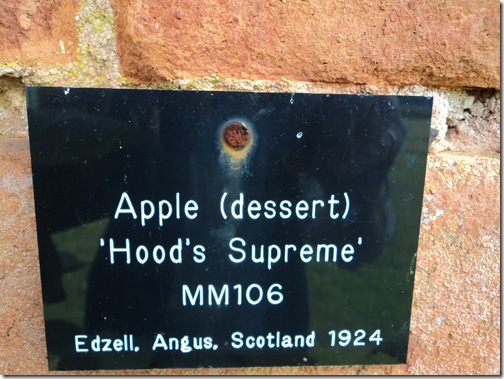 Apple (dessert)
'Hood's Supreme'
MM106
Edzell, Angus, Scotland 1924